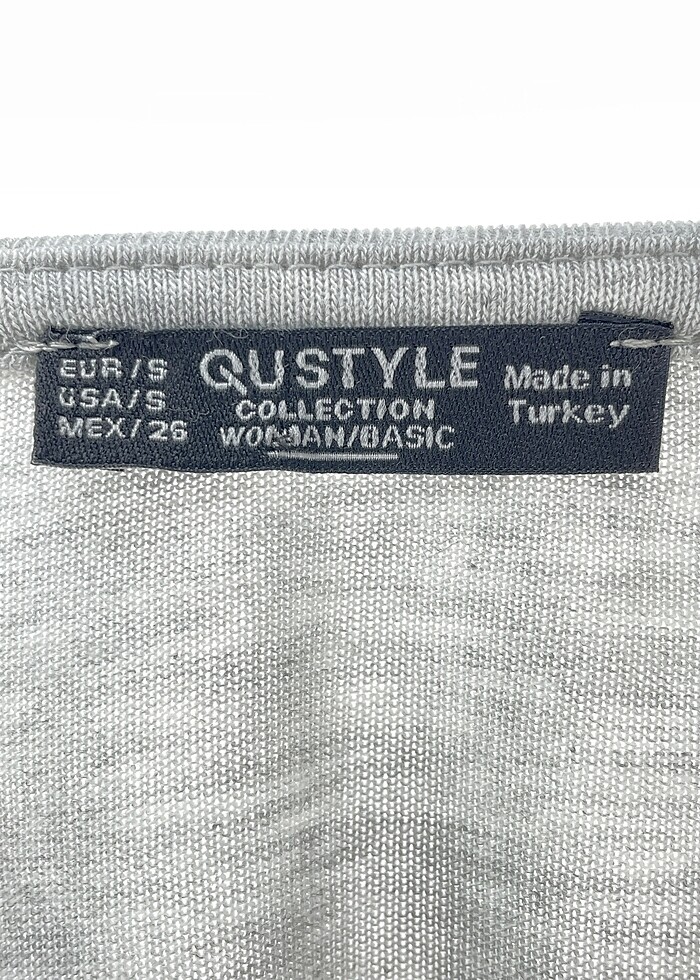 EUR/S
USA/S
MEX/26
QUSTYLE
COLLECTION
WOMAN/BASIC
Made in
Turkey